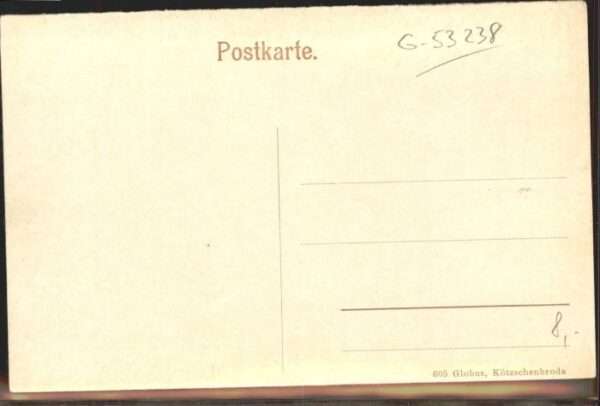 Postkarte.
G-53238
8,-
605 Globus, Kötzschenbroda